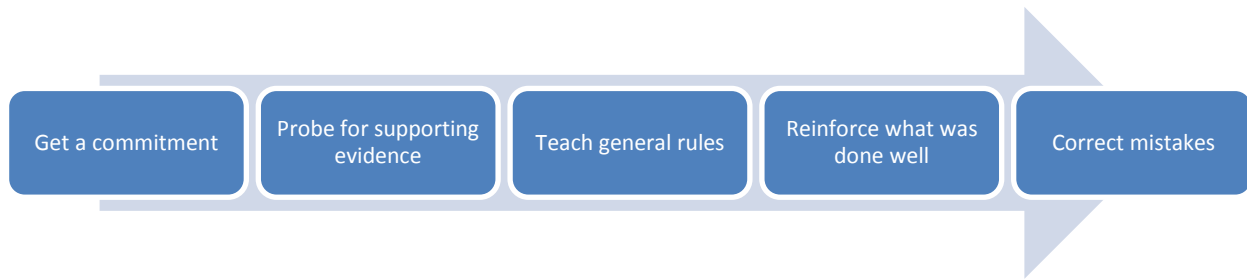 Get a commitment
Probe for supporting
evidence
Teach general rules
Reinforce what was
done well
Correct mistakes